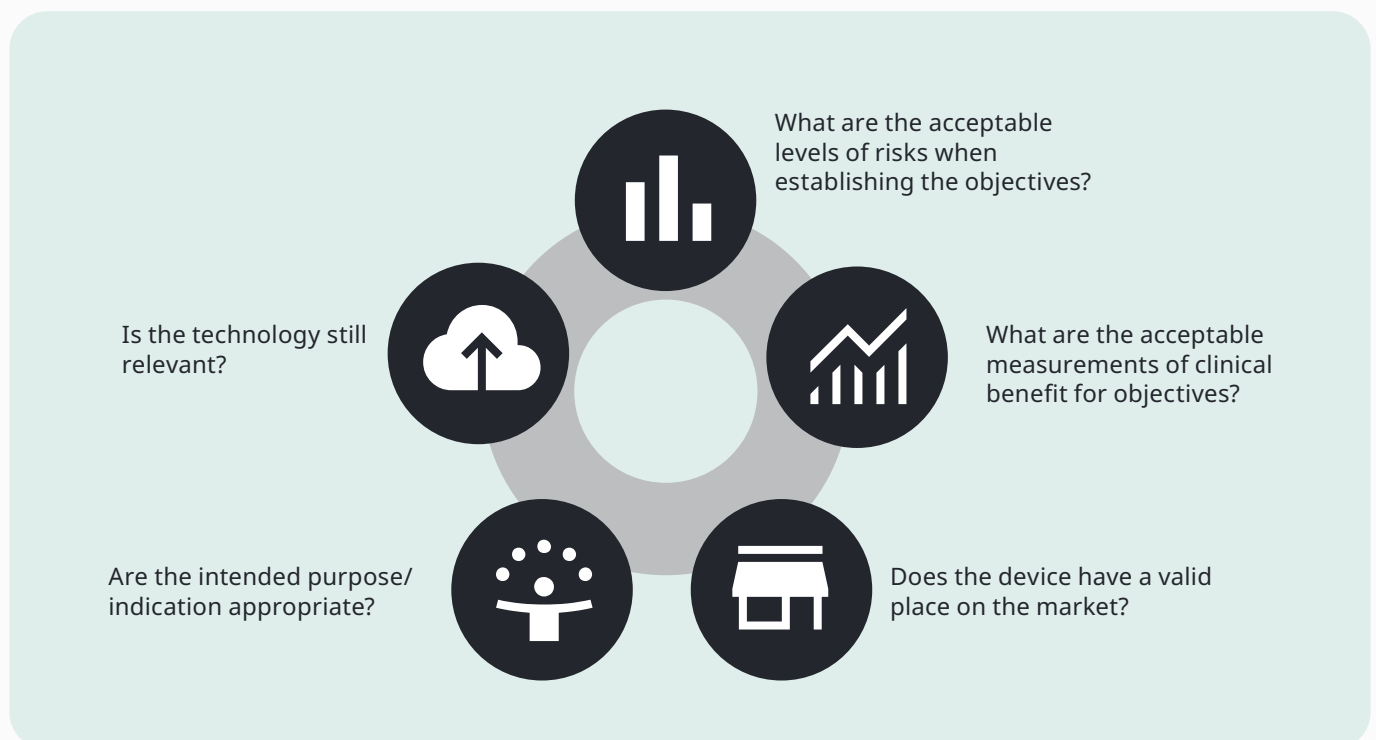 What are the acceptable
levels of risks when
establishing the objectives?
Is the technology still
relevant?
What are the acceptable
measurements of clinical
benefit for objectives?
Are the intended purpose/
indication appropriate?
Does the device have a valid
place on the market?